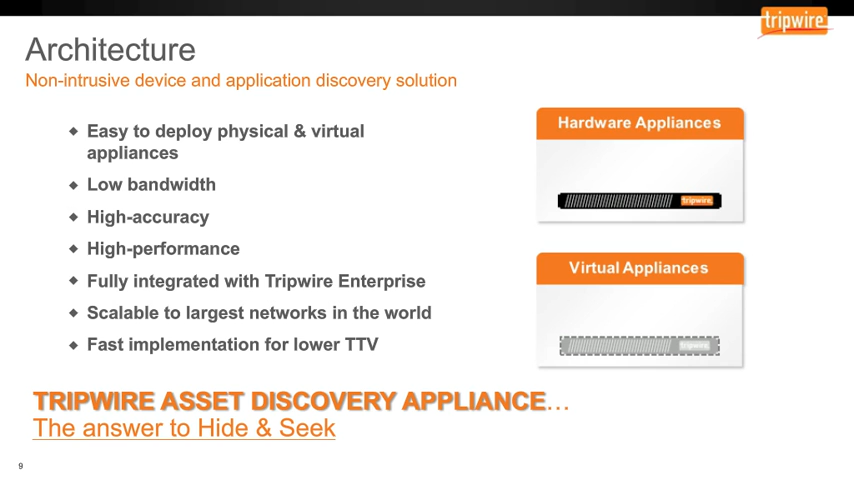 tripwire
Architecture
Non-intrusive device and application discovery solution
Easy to deploy physical & virtual
appliances
Low bandwidth
High-accuracy
High-performance
Fully integrated with Tripwire Enterprise
Scalable to largest networks in the world
Fast implementation for lower TTV
Hardware Appliances
tripwire
Virtual Appliances
tripwire
TRIPWIRE ASSET DISCOVERY APPLIANCE…
The answer to Hide & Seek
9